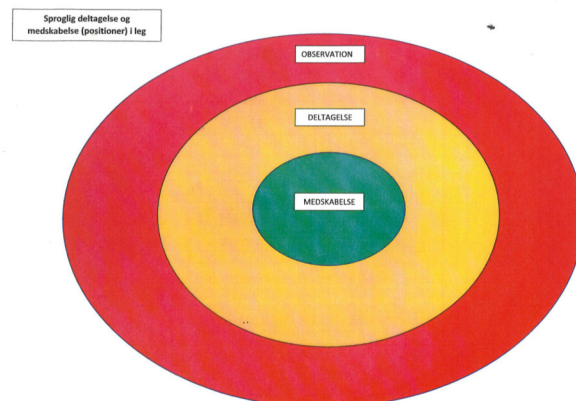 Sproglig deltagelse og
medskabelse (positioner) i leg
OBSERVATION
DELTAGELSE
MEDSKABELSE